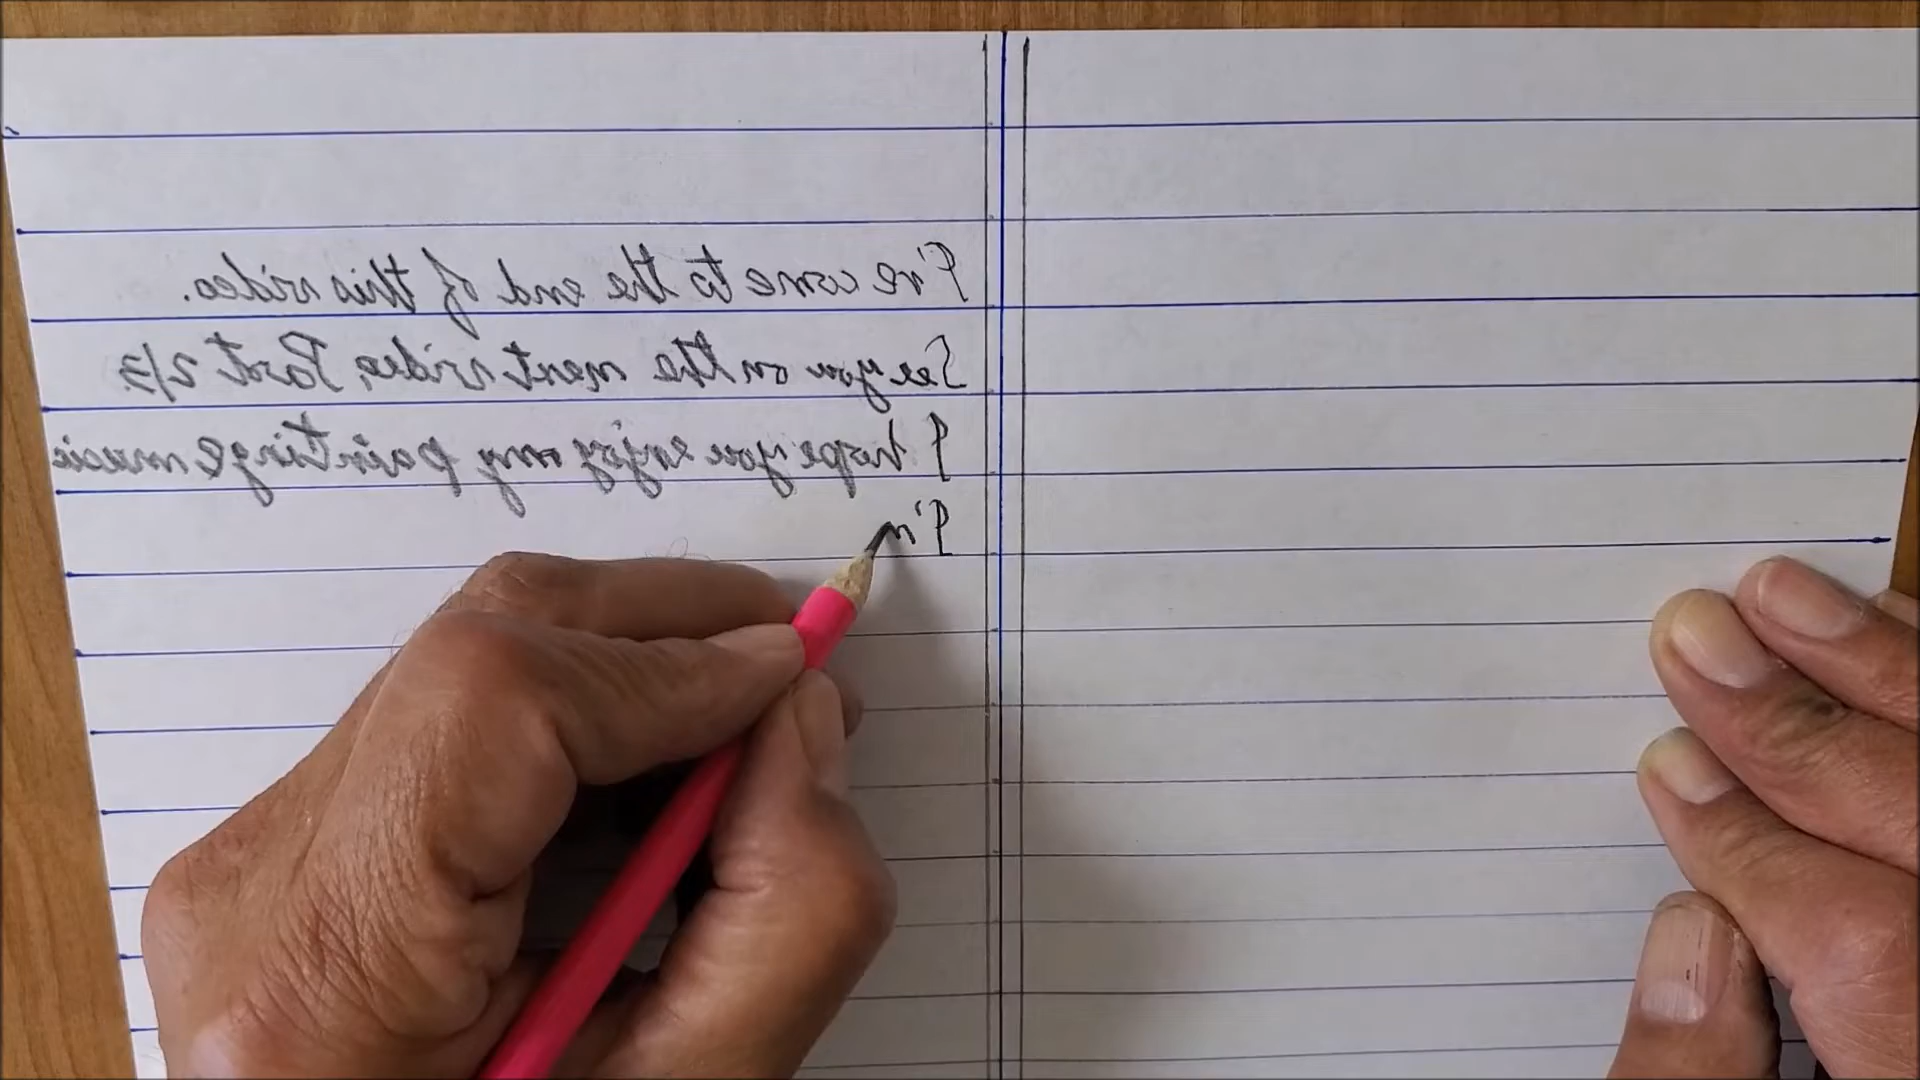 I've come to the end of this video.
See you on the next video, Part 2/3
I hope you enjoy my painting & music
I'm